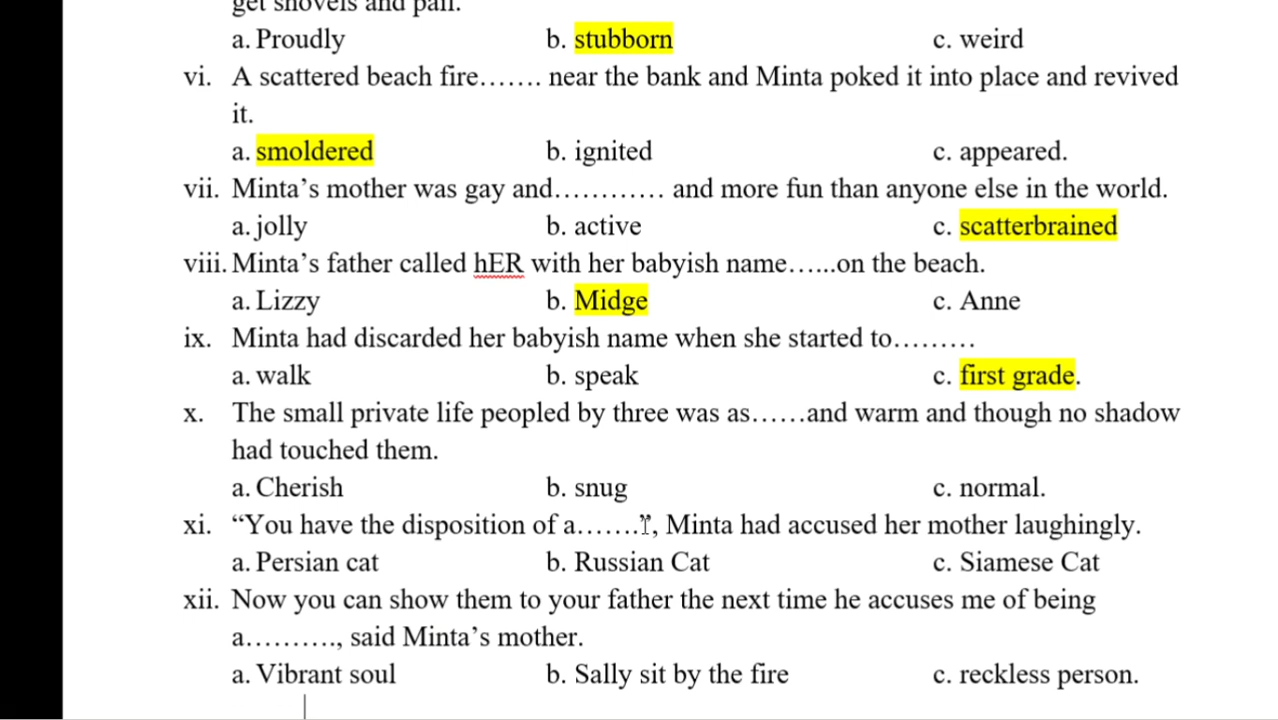 get shovels and pail.
a. Proudly b. stubborn c. weird
vi. A scattered beach fire……. near the bank and Minta poked it into place and revived
it.
a. smoldered b. ignited c. appeared.
vii. Minta’s mother was gay and………… and more fun than anyone else in the world.
a. jolly b. active c. scatterbrained
viii. Minta’s father called hER with her babyish name…...on the beach.
a. Lizzy b. Midge c. Anne
ix. Minta had discarded her babyish name when she started to………
a. walk b. speak c. first grade.
x. The small private life peopled by three was as……and warm and though no shadow
had touched them.
a. Cherish b. snug c. normal.
xi. “You have the disposition of a…….”, Minta had accused her mother laughingly.
a. Persian cat b. Russian Cat c. Siamese Cat
xii. Now you can show them to your father the next time he accuses me of being
a………., said Minta’s mother.
a. Vibrant soul b. Sally sit by the fire c. reckless person.